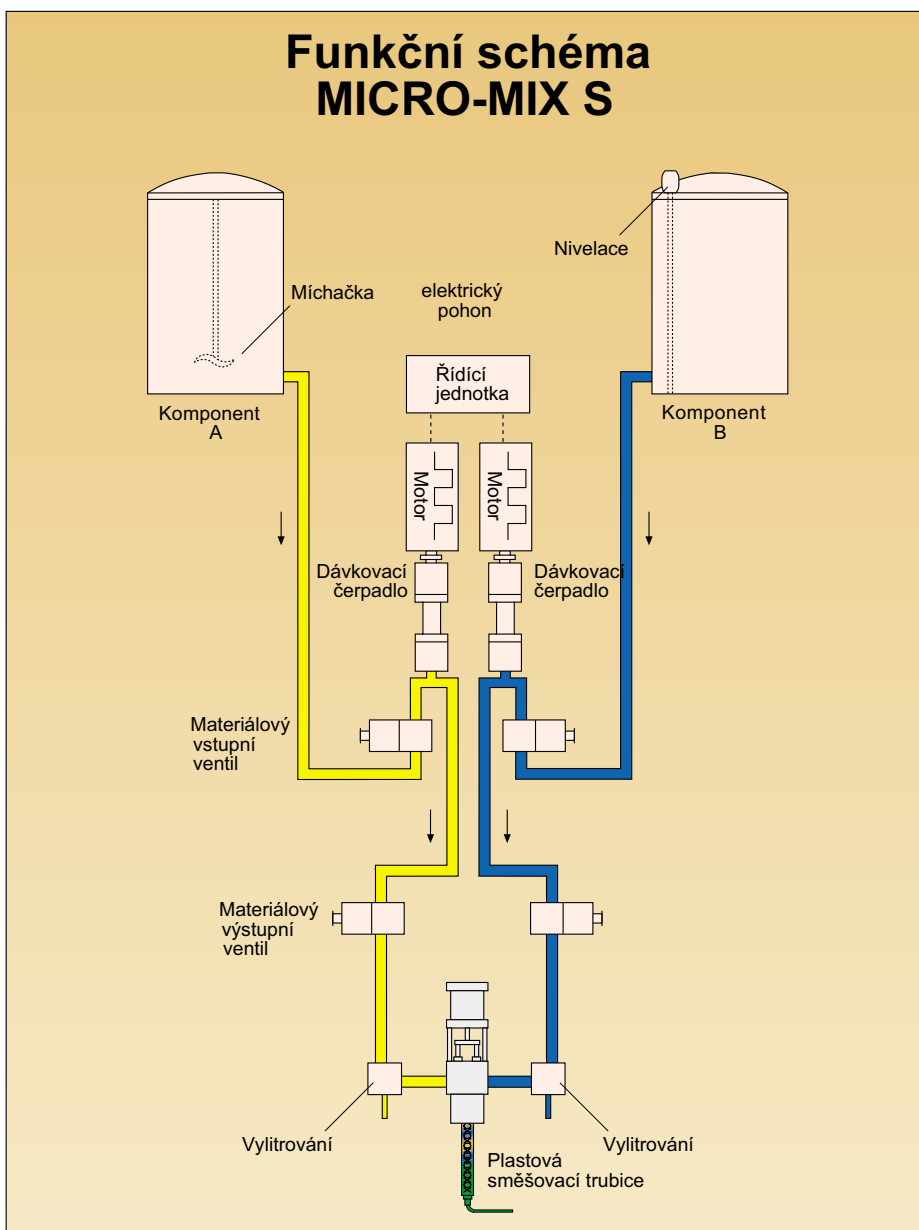 Funkční schéma
MICRO-MIX S
Nivelace
Míchačka
elektrický
pohon
Řídící
jednotka
Komponent
A
Komponent
B
Motor
Motor
Dávkovací
čerpadlo
Dávkovací
čerpadlo
Materiálový
vstupní
ventil
Materiálový
výstupní
ventil
Vylitrování
Vylitrování
Plastová
směšovací trubice